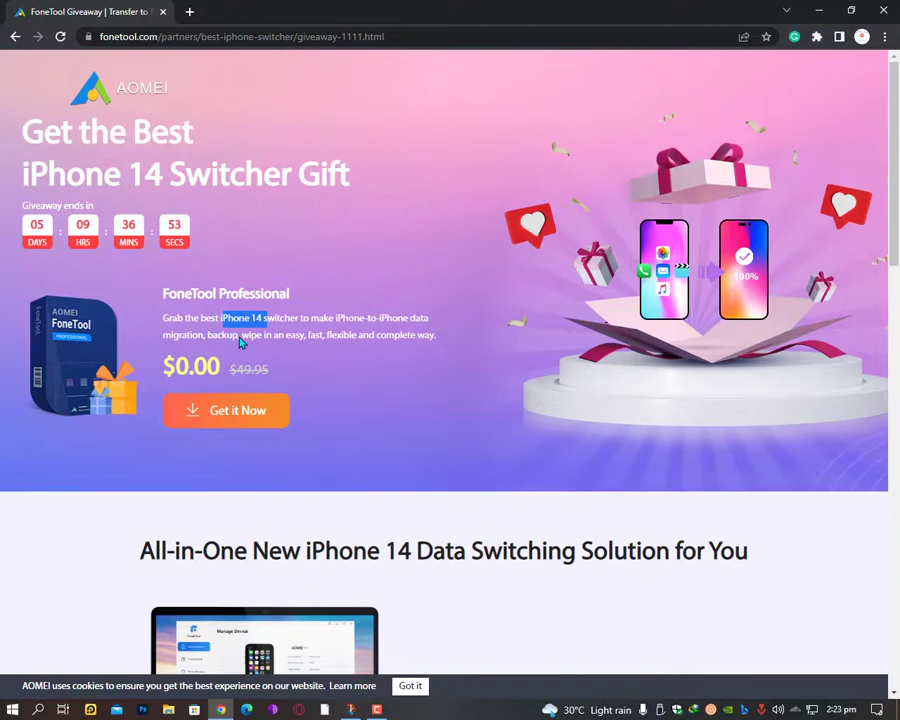 FoneTool Giveaway | Transfer to
fonetool.com/partners/best-iphone-switcher/giveaway-1111.html
AOMEI
Get the Best
iPhone 14 Switcher Gift
Giveaway ends in
05 : 09 : 36 : 53
DAYS HRS MINS SECS
AOMEI
FoneTool
PROFESSIONAL
FoneTool Professional
Grab the best iPhone 14 switcher to make iPhone-to-iPhone data
migration, backup, wipe in an easy, fast, flexible and complete way.
$0.00 $49.95
Get it Now
100%
All-in-One New iPhone 14 Data Switching Solution for You
FoneTool
Manage Device
AOMEI
AOMEI uses cookies to ensure you get the best experience on our website. Learn more Got it
30°C Light rain
2:23 pm